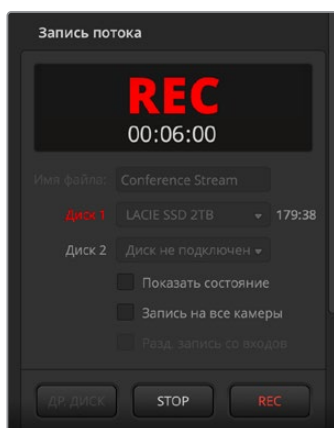 Запись потока
REC
00:06:00
Имя файла: Conference Stream
Диск 1 LACIE SSD 2TB 179:38
Диск 2 Диск не подключен
Показать состояние
Запись на все камеры
Разд. запись со входов
ДР. ДИСК STOP REC